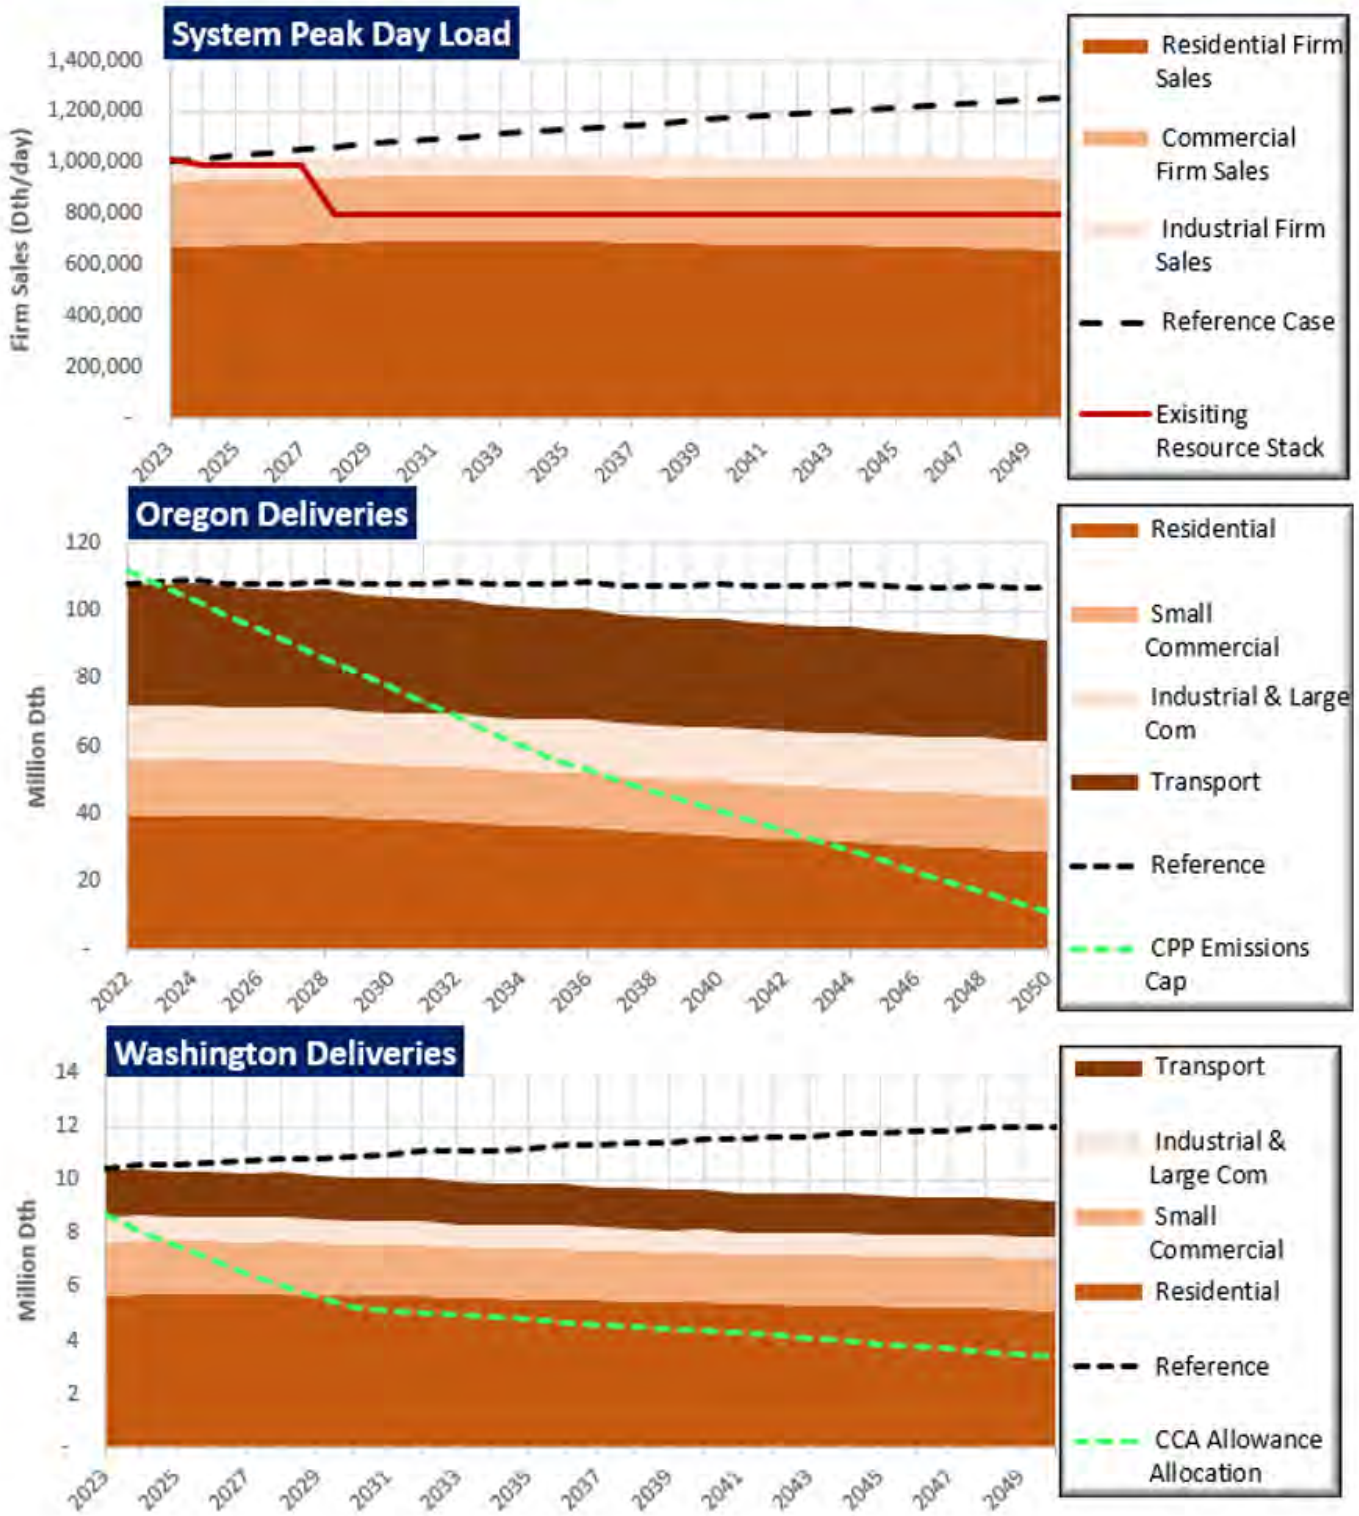 System Peak Day Load
1,400,000
1,200,000
1,000,000
800,000
600,000
400,000
200,000
-
Firm Sales (Dth/day)
2023
2025
2027
2029
2031
2033
2035
2037
2039
2041
2043
2045
2047
2049
Residential Firm
Sales
Commercial
Firm Sales
Industrial Firm
Sales
Reference Case
Exisiting
Resource Stack
Oregon Deliveries
120
100
80
60
40
20
-
Million Dth
2022
2024
2026
2028
2030
2032
2034
2036
2038
2040
2042
2044
2046
2048
2050
Residential
Small
Commercial
Industrial & Large
Com
Transport
Reference
CPP Emissions
Cap
Washington Deliveries
14
12
10
8
6
4
2
-
Million Dth
2023
2025
2027
2029
2031
2033
2035
2037
2039
2041
2043
2045
2047
2049
Transport
Industrial &
Large Com
Small
Commercial
Residential
Reference
CCA Allowance
Allocation